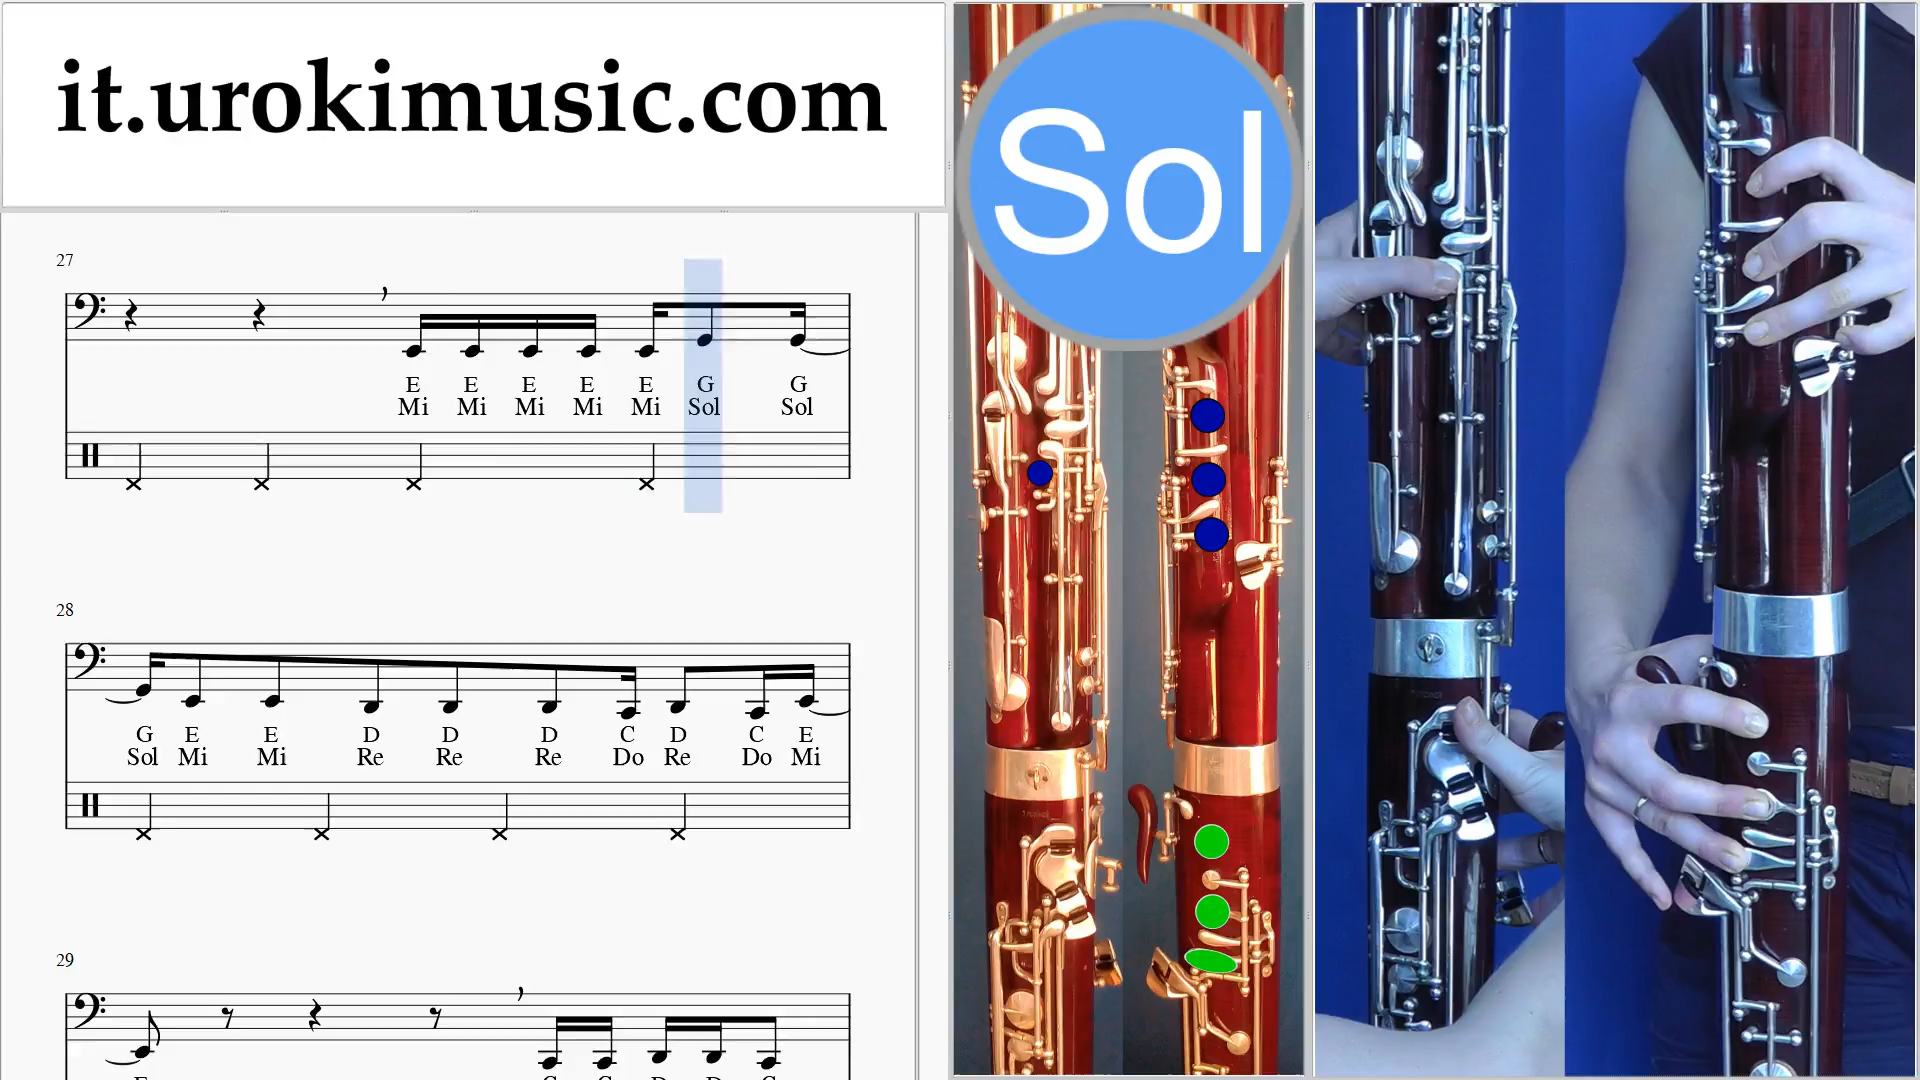 it.urokimusic.com
Sol
27
E E E E E G G
Mi Mi Mi Mi Mi Sol Sol
28
G E E D D D C D C E
Sol Mi Mi Re Re Re Do Re Do Mi
29